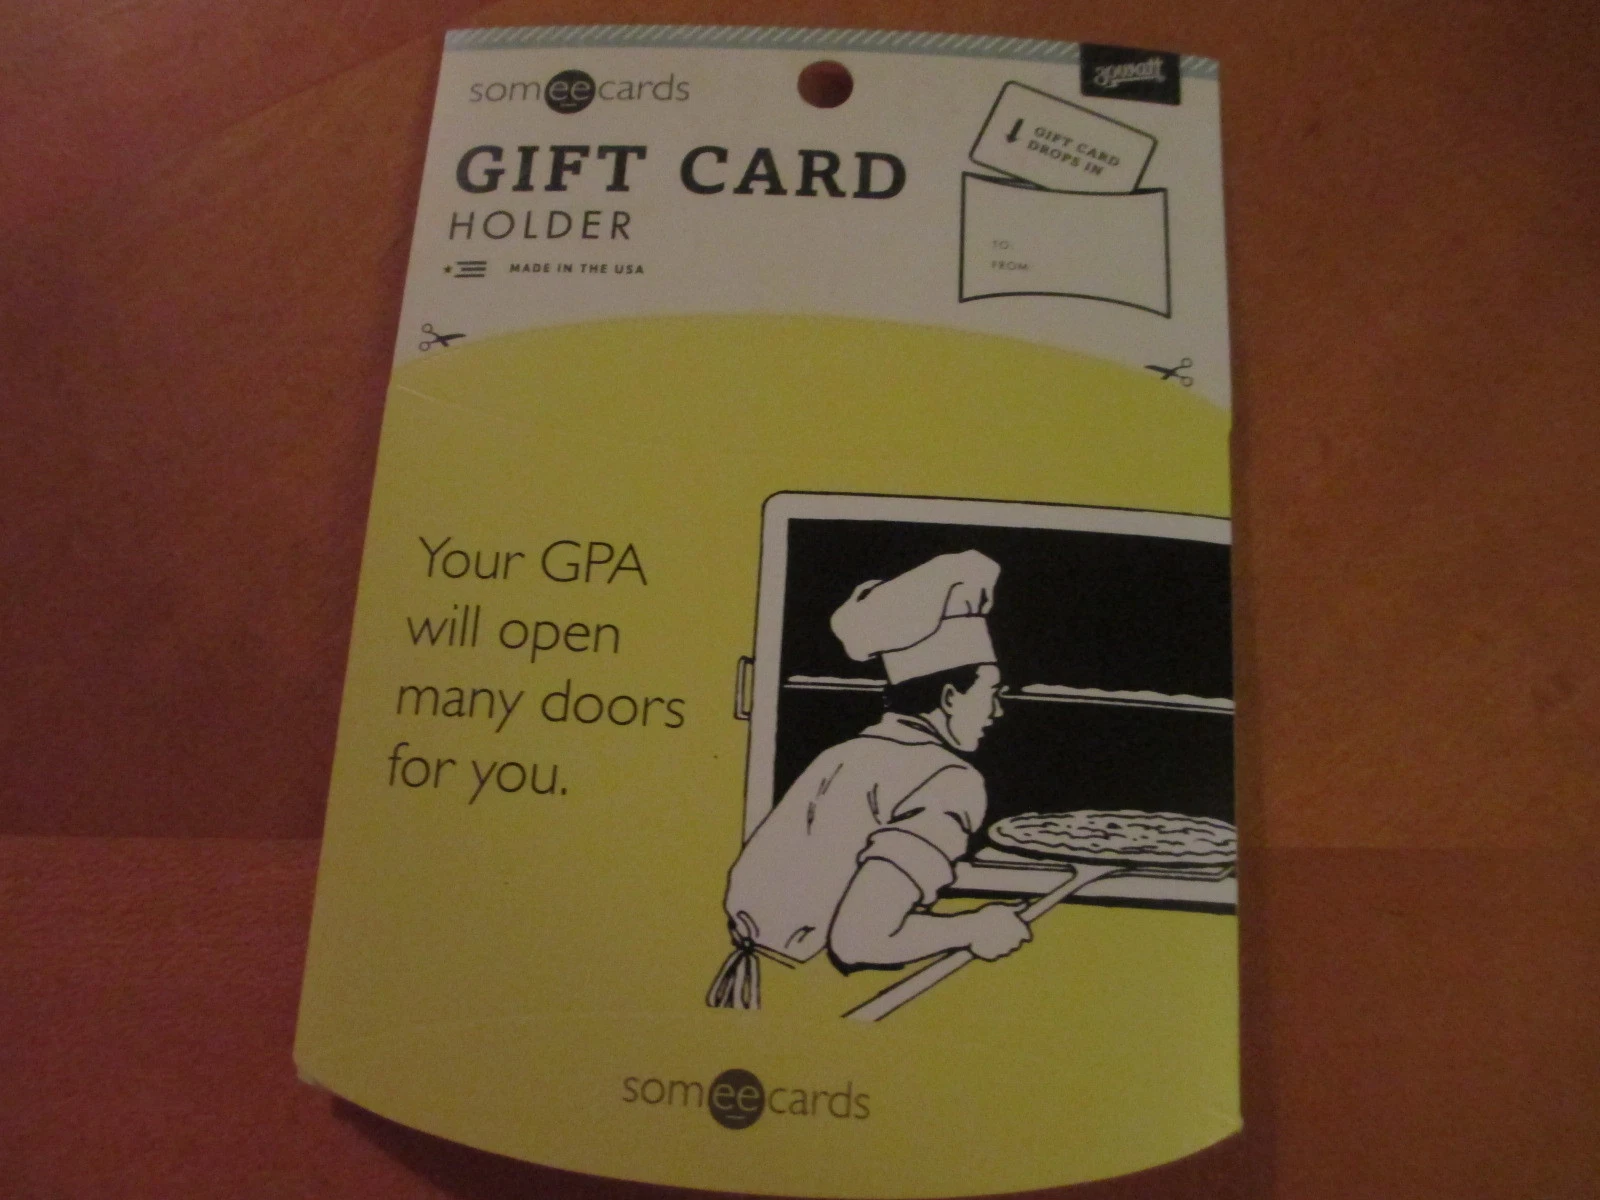 someecards
30watt
GIFT CARD
HOLDER
MADE IN THE USA
GIFT CARD
DROPS IN
TO:
FROM:
Your GPA
will open
many doors
for you.
someecards